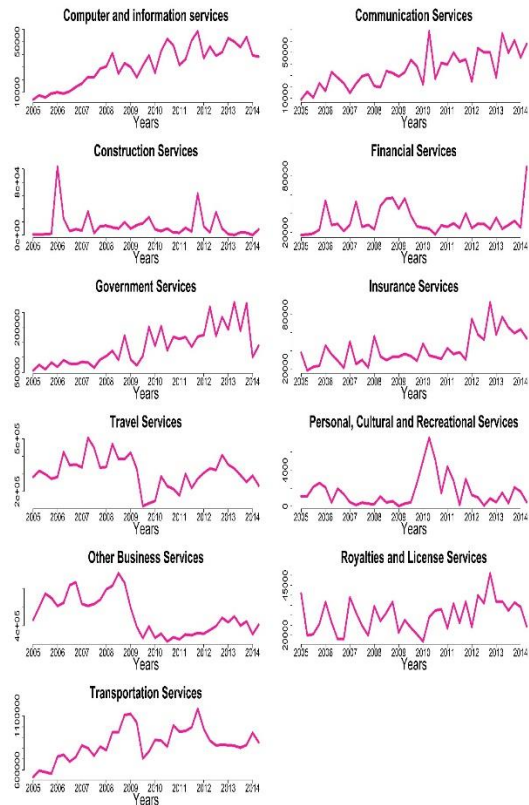 Computer and information services
50000
10000
2005 2006 2007 2008 2009 2010 2011 2012 2013 2014
Years
Communication Services
50000
10000
2005 2006 2007 2008 2009 2010 2011 2012 2013 2014
Years
Construction Services
8e+04
0e+00
2005 2006 2007 2008 2009 2010 2011 2012 2013 2014
Years
Financial Services
80000
20000
2005 2006 2007 2008 2009 2010 2011 2012 2013 2014
Years
Government Services
200000
50000
2005 2006 2007 2008 2009 2010 2011 2012 2013 2014
Years
Insurance Services
20000
2005 2006 2007 2008 2009 2010 2011 2012 2013 2014
Years
Travel Services
6e+05
2e+05
2005 2006 2007 2008 2009 2010 2011 2012 2013 2014
Years
Personal, Cultural and Recreational Services
4000
0
2005 2006 2007 2008 2009 2010 2011 2012 2013 2014
Years
Other Business Services
4e+05
2005 2006 2007 2008 2009 2010 2011 2012 2013 2014
Years
Royalties and License Services
2005 2006 2007 2008 2009 2010 2011 2012 2013 2014
Years
Transportation Services
1100000
600000
2005 2006 2007 2008 2009 2010 2011 2012 2013 2014
Years